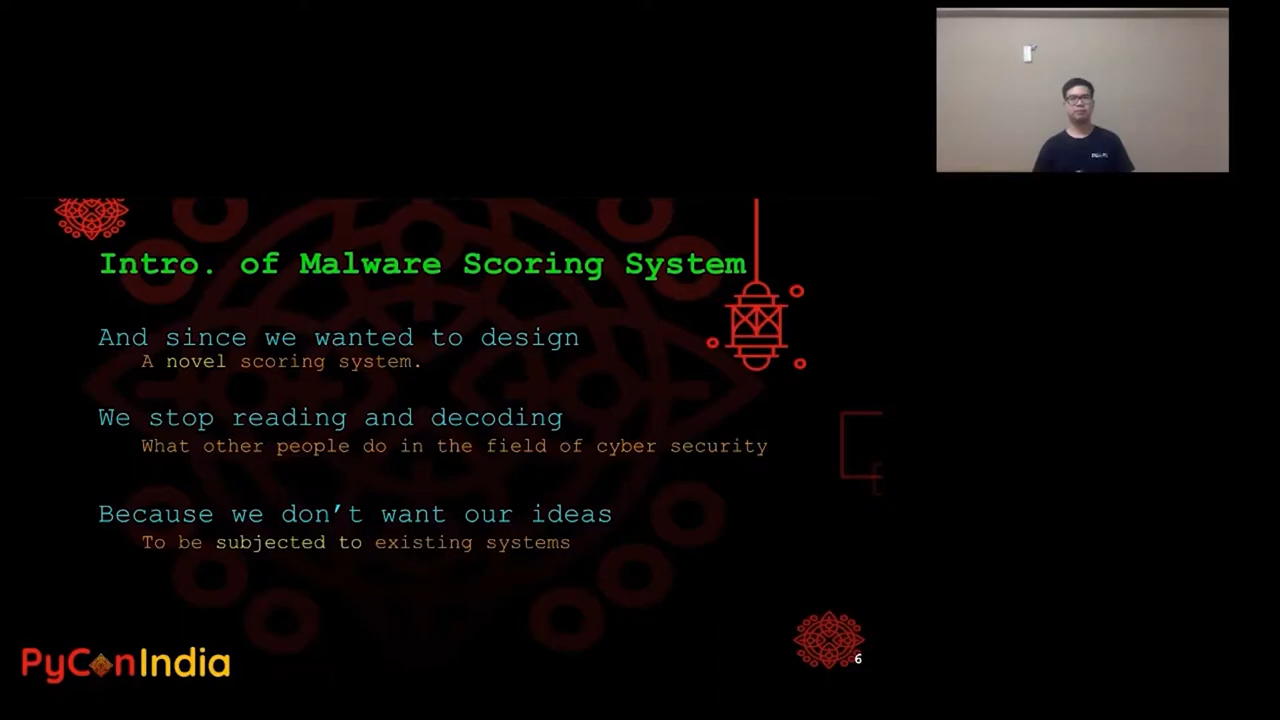 Intro. of Malware Scoring System
And since we wanted to design
A novel scoring system.
We stop reading and decoding
What other people do in the field of cyber security
Because we don’t want our ideas
To be subjected to existing systems
PyConIndia
6